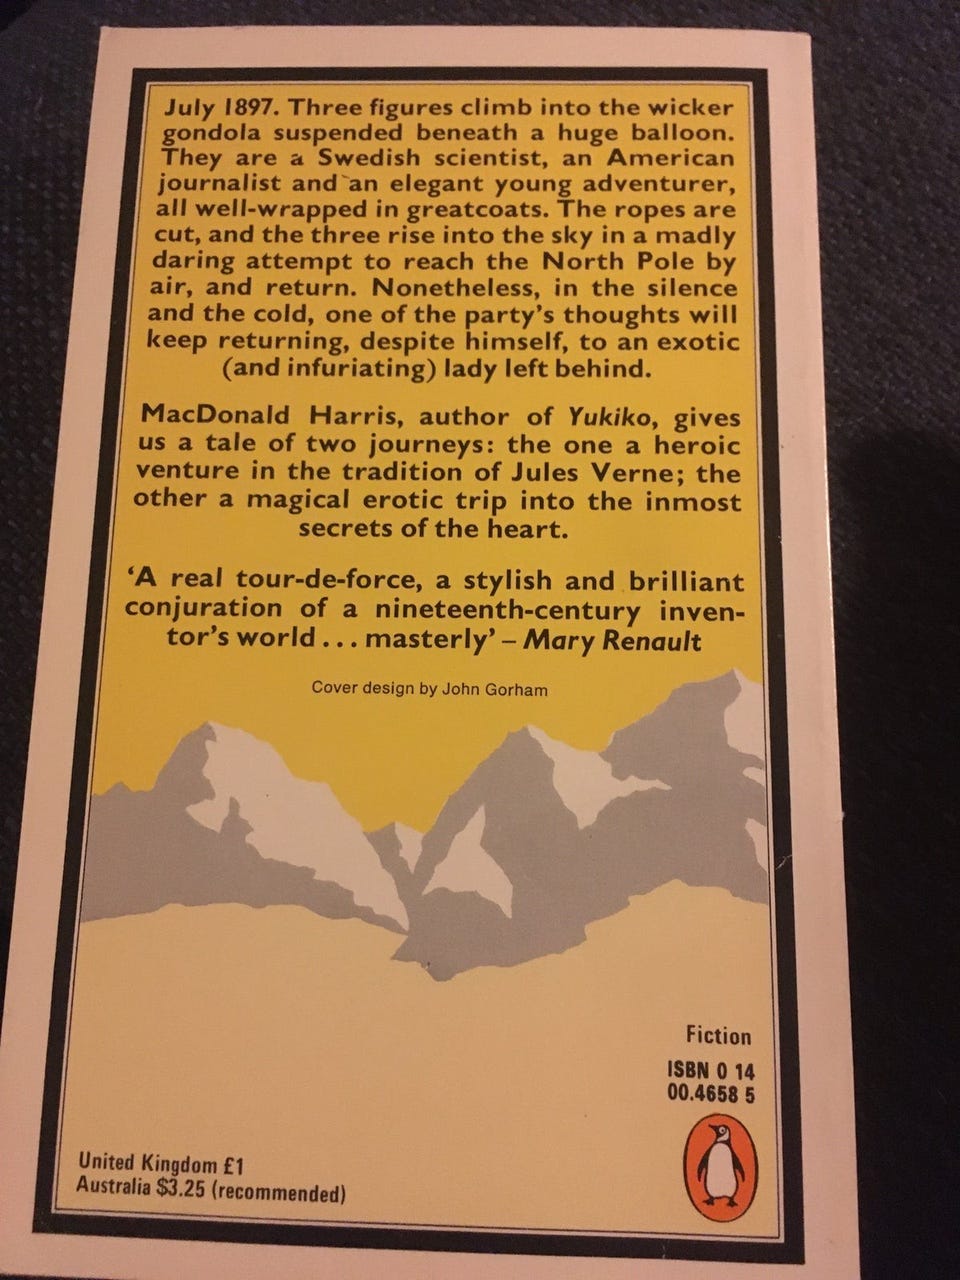 July 1897. Three figures climb into the wicker
gondola suspended beneath a huge balloon.
They are a Swedish scientist, an American
journalist and an elegant young adventurer,
all well-wrapped in greatcoats. The ropes are
cut, and the three rise into the sky in a madly
daring attempt to reach the North Pole by
air, and return. Nonetheless, in the silence
and the cold, one of the party's thoughts will
keep returning, despite himself, to an exotic
(and infuriating) lady left behind.
MacDonald Harris, author of Yukiko, gives
us a tale of two journeys: the one a heroic
venture in the tradition of Jules Verne; the
other a magical erotic trip into the inmost
secrets of the heart.
‘A real tour-de-force, a stylish and brilliant
conjuration of a nineteenth-century inven-
tor's world ... masterly’ – Mary Renault
Cover design by John Gorham
Fiction
ISBN 0 14
00.4658 5
United Kingdom £1
Australia $3.25 (recommended)